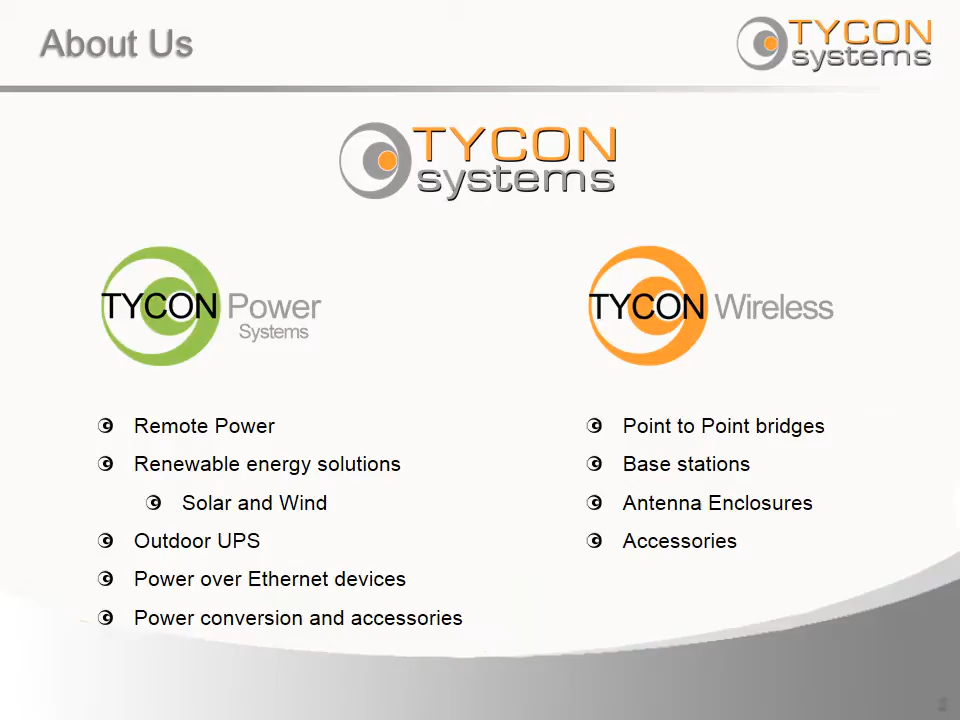 About Us
TYCON
systems
TYCON
systems
TYCON Power
Systems
Remote Power
Renewable energy solutions
Solar and Wind
Outdoor UPS
Power over Ethernet devices
Power conversion and accessories
TYCON Wireless
Point to Point bridges
Base stations
Antenna Enclosures
Accessories